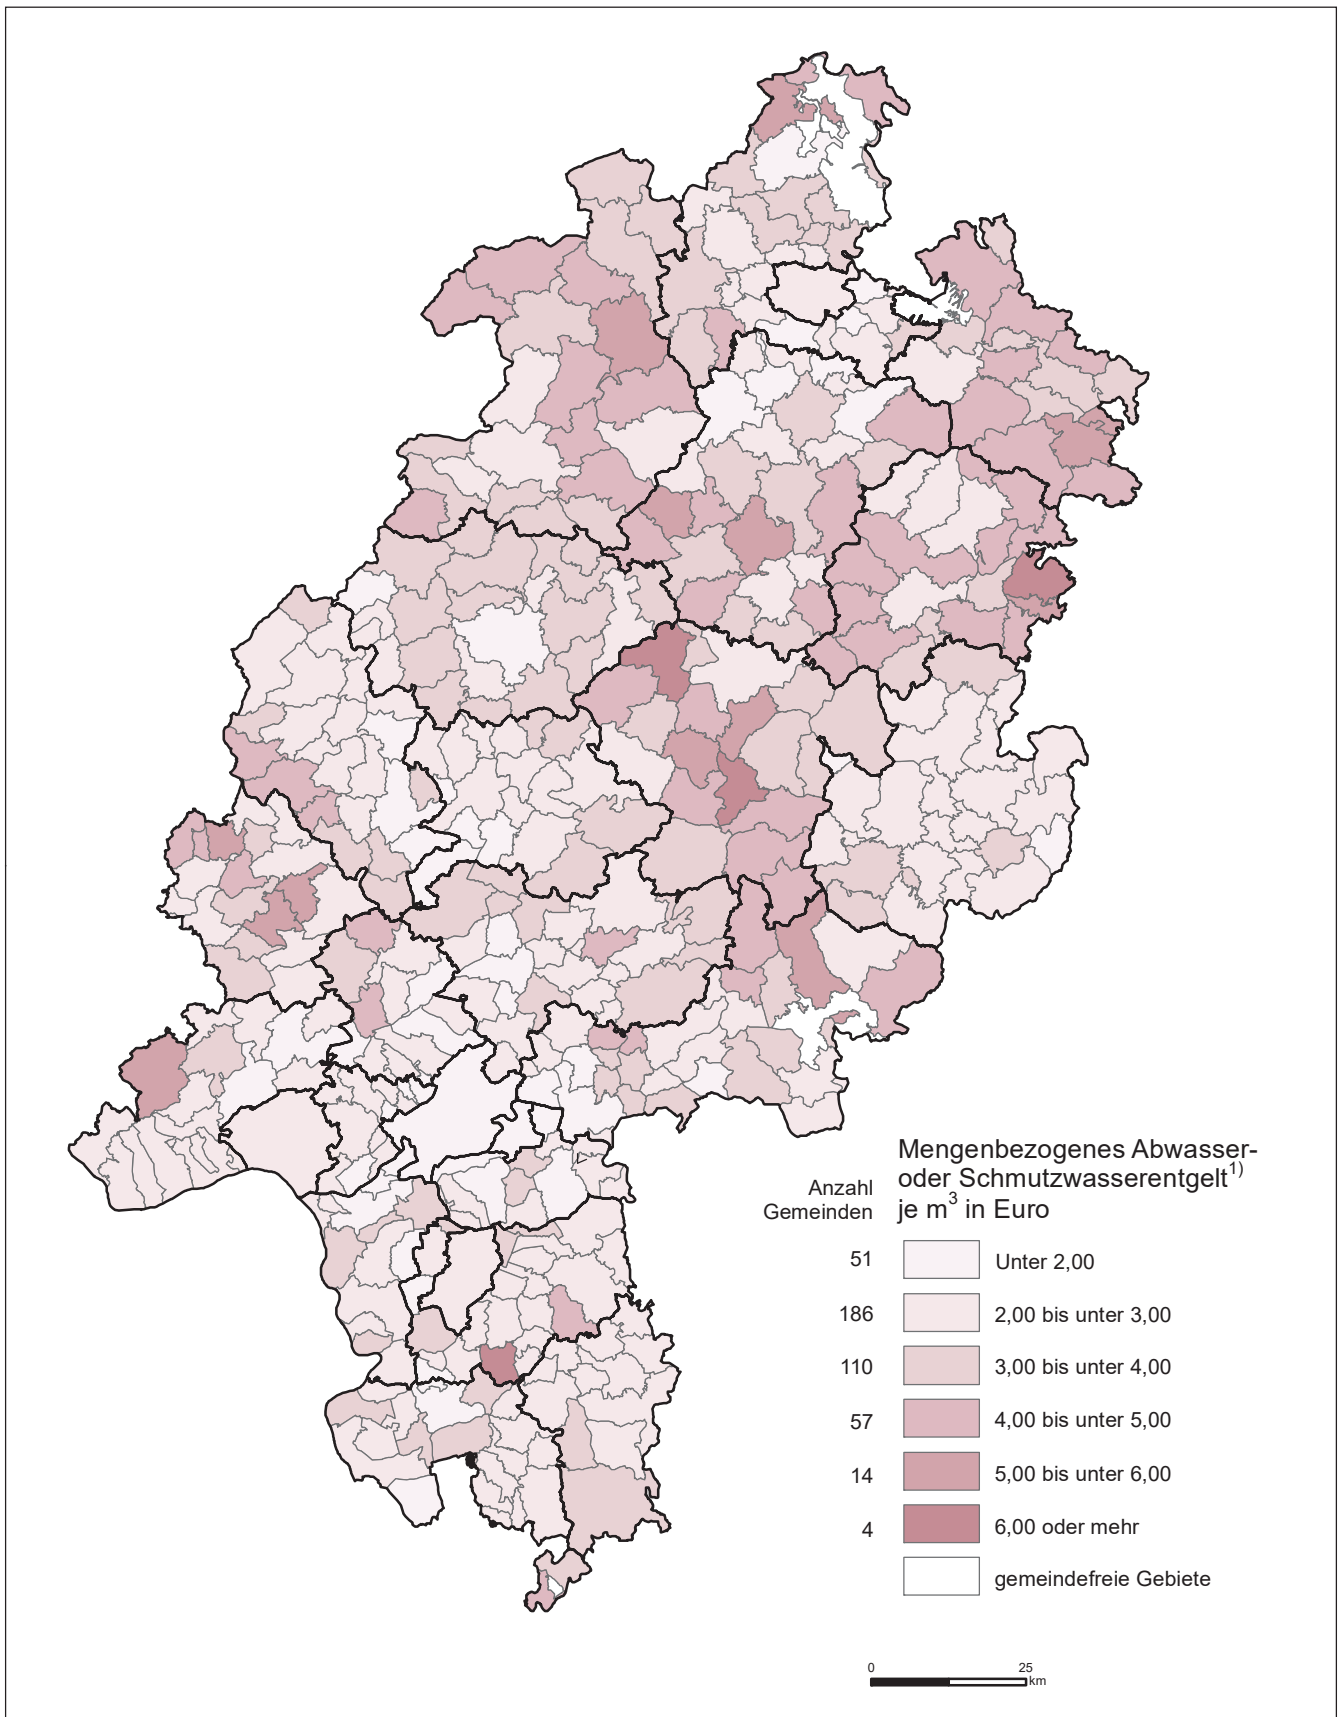 Mengenbezogenes Abwasser-
oder Schmutzwasserentgelt1)
je m3 in Euro
Anzahl
Gemeinden
51 Unter 2,00
186 2,00 bis unter 3,00
110 3,00 bis unter 4,00
57 4,00 bis unter 5,00
14 5,00 bis unter 6,00
4 6,00 oder mehr
gemeindefreie Gebiete
0 25
km